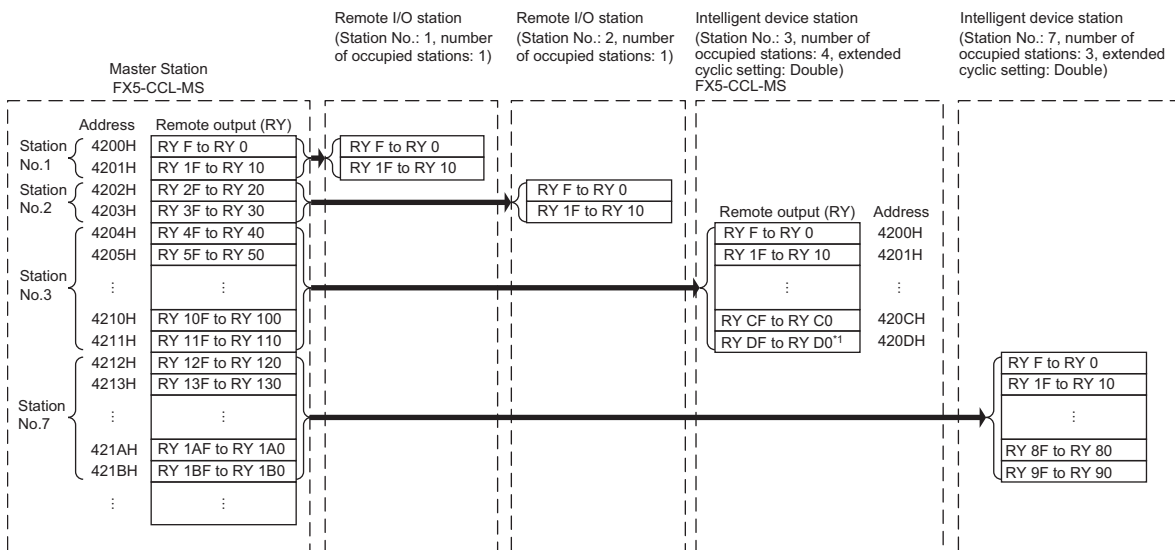 Remote I/O station
(Station No.: 1, number
of occupied stations: 1)
Remote I/O station
(Station No.: 2, number
of occupied stations: 1)
Intelligent device station
(Station No.: 3, number of
occupied stations: 4, extended
cyclic setting: Double)
FX5-CCL-MS
Intelligent device station
(Station No.: 7, number of
occupied stations: 3, extended
cyclic setting: Double)
Master Station
FX5-CCL-MS
Address Remote output (RY)
Station
No.1
4200H RY F to RY 0
4201H RY 1F to RY 10
Station
No.2
4202H RY 2F to RY 20
4203H RY 3F to RY 30
Station
No.3
4204H RY 4F to RY 40
4205H RY 5F to RY 50
⋮ ⋮
4210H RY 10F to RY 100
4211H RY 11F to RY 110
Station
No.7
4212H RY 12F to RY 120
4213H RY 13F to RY 130
⋮ ⋮
421AH RY 1AF to RY 1A0
421BH RY 1BF to RY 1B0
⋮ ⋮
RY F to RY 0
RY 1F to RY 10
RY F to RY 0
RY 1F to RY 10
Remote output (RY) Address
RY F to RY 0 4200H
RY 1F to RY 10 4201H
⋮ ⋮
RY CF to RY C0 420CH
RY DF to RY D0*1 420DH
RY F to RY 0
RY 1F to RY 10
⋮
RY 8F to RY 80
RY 9F to RY 90